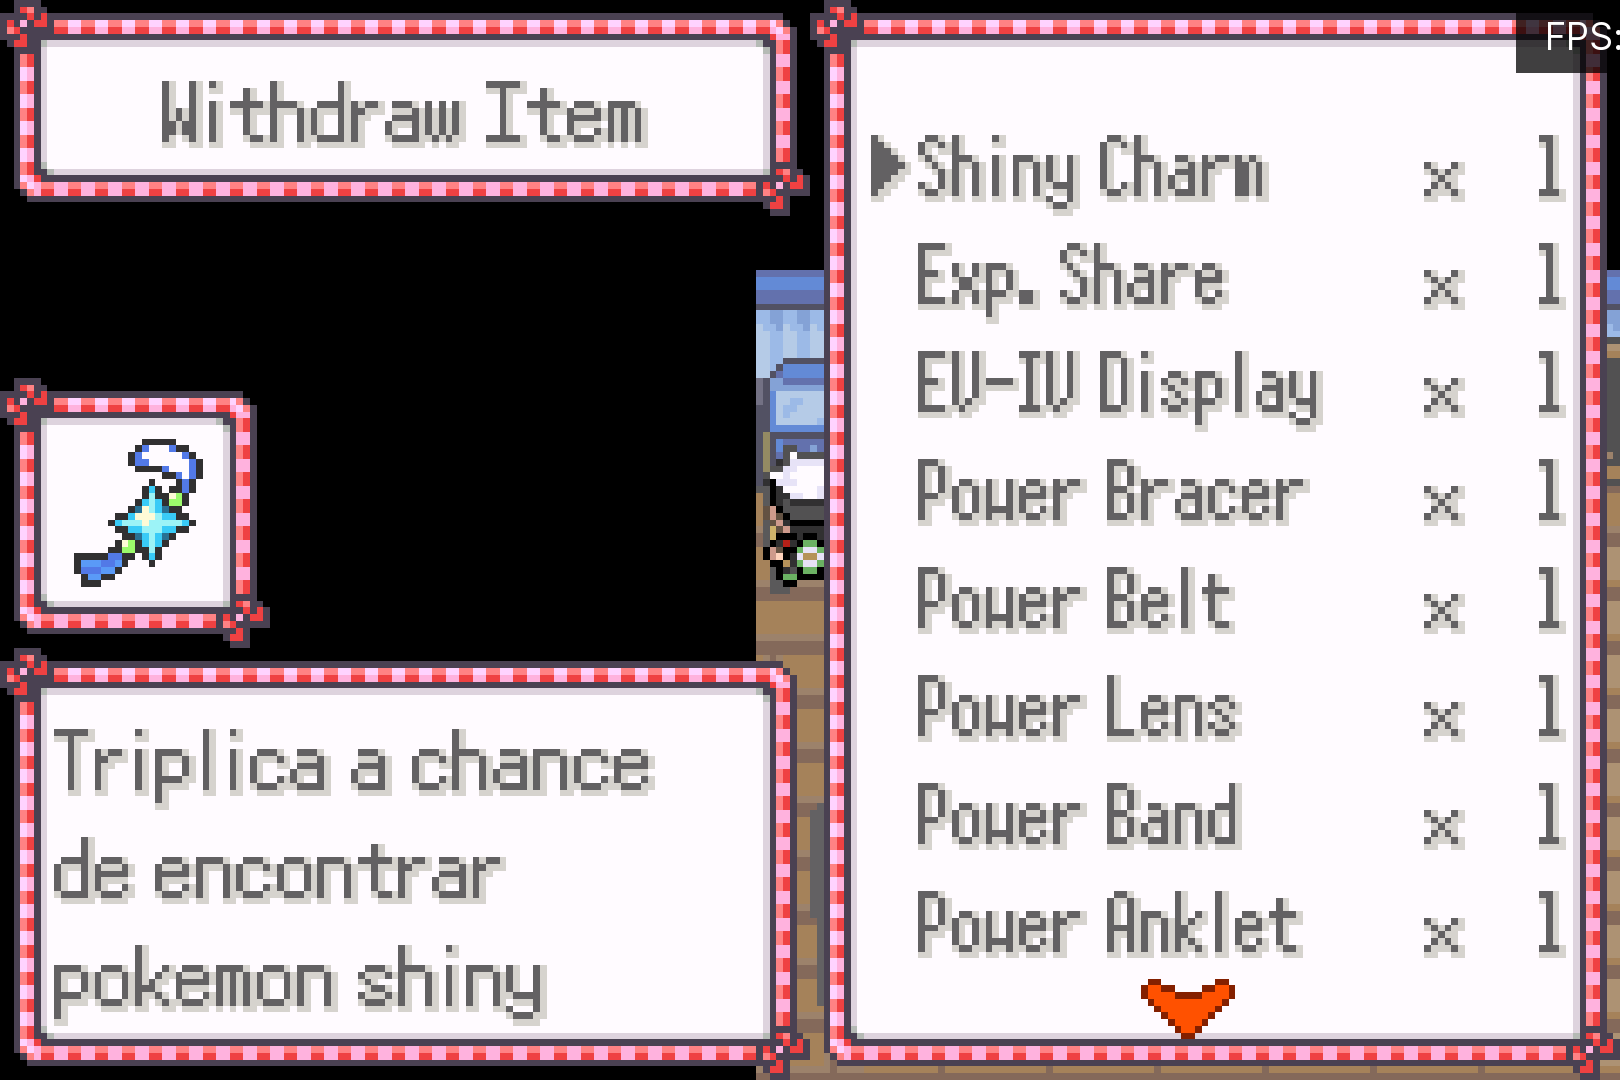 Withdraw Item
FPS:
Shiny Charm x 1
Exp. Share x 1
EV-IV Display x 1
Power Bracer x 1
Power Belt x 1
Power Lens x 1
Power Band x 1
Power Anklet x 1
Triplica a chance
de encontrar
pokemon shiny